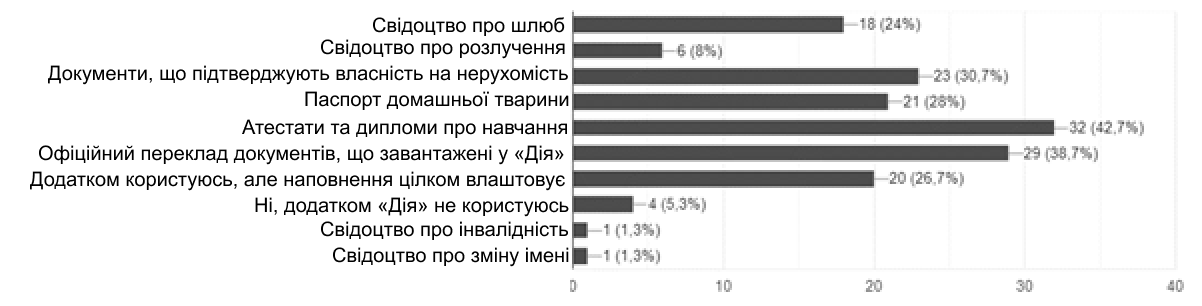 Свідоцтво про шлюб 18 (24%)
Свідоцтво про розлучення 6 (8%)
Документи, що підтверджують власність на нерухомість 23 (30,7%)
Паспорт домашньої тварини 21 (28%)
Атестати та дипломи про навчання 32 (42,7%)
Офіційний переклад документів, що завантажені у «Дія» 29 (38,7%)
Додатком користуюсь, але наповнення цілком влаштовує 20 (26,7%)
Ні, додатком «Дія» не користуюсь 4 (5,3%)
Свідоцтво про інвалідність 1 (1,3%)
Свідоцтво про зміну імені 1 (1,3%)
0 10 20 30 40